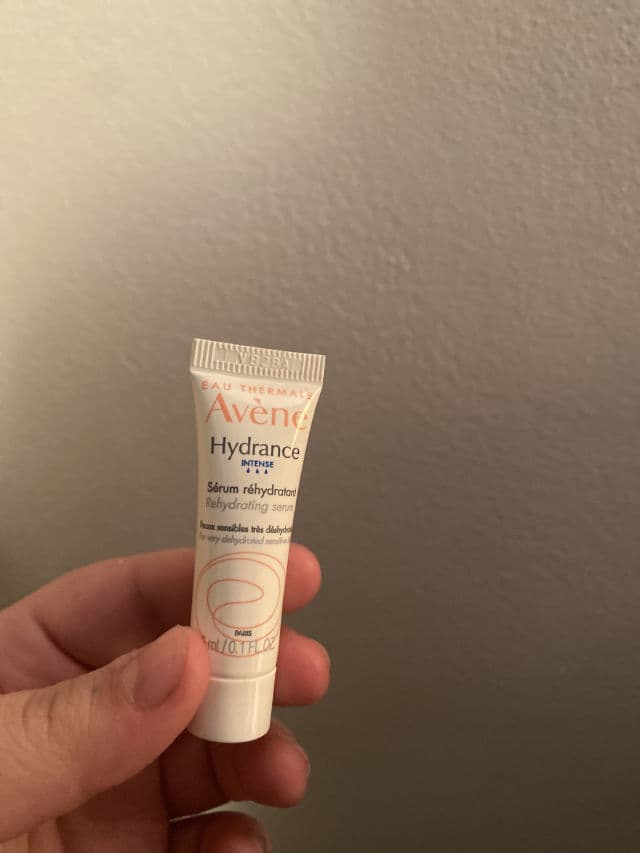 EAU THERMALE
Avène
Hydrance
INTENSE
Sérum réhydratant
Rehydrating serum
Peaux sensibles très
For very dehydrated sensitive
PARIS
ml / 0.1 FL.OZ